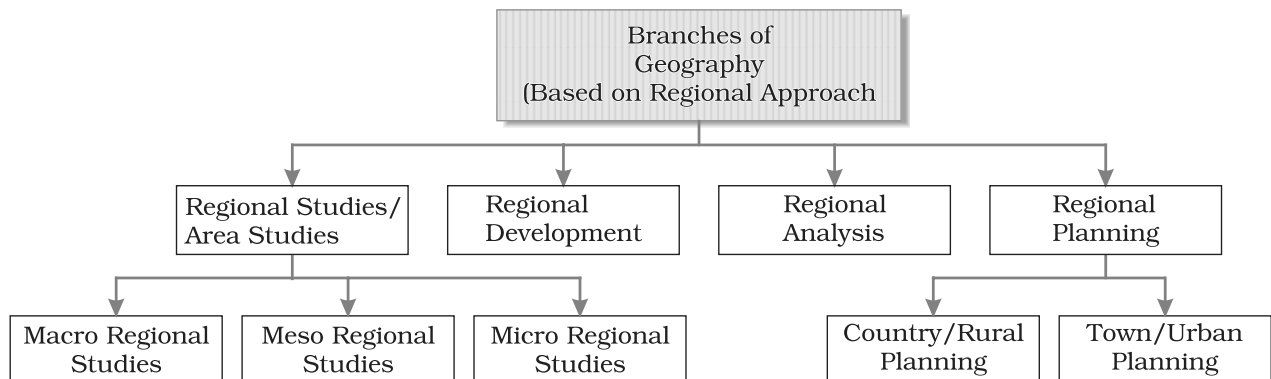 Branches of
Geography
(Based on Regional Approach
Regional Studies/
Area Studies
Regional
Development
Regional
Analysis
Regional
Planning
Macro Regional
Studies
Meso Regional
Studies
Micro Regional
Studies
Country/Rural
Planning
Town/Urban
Planning